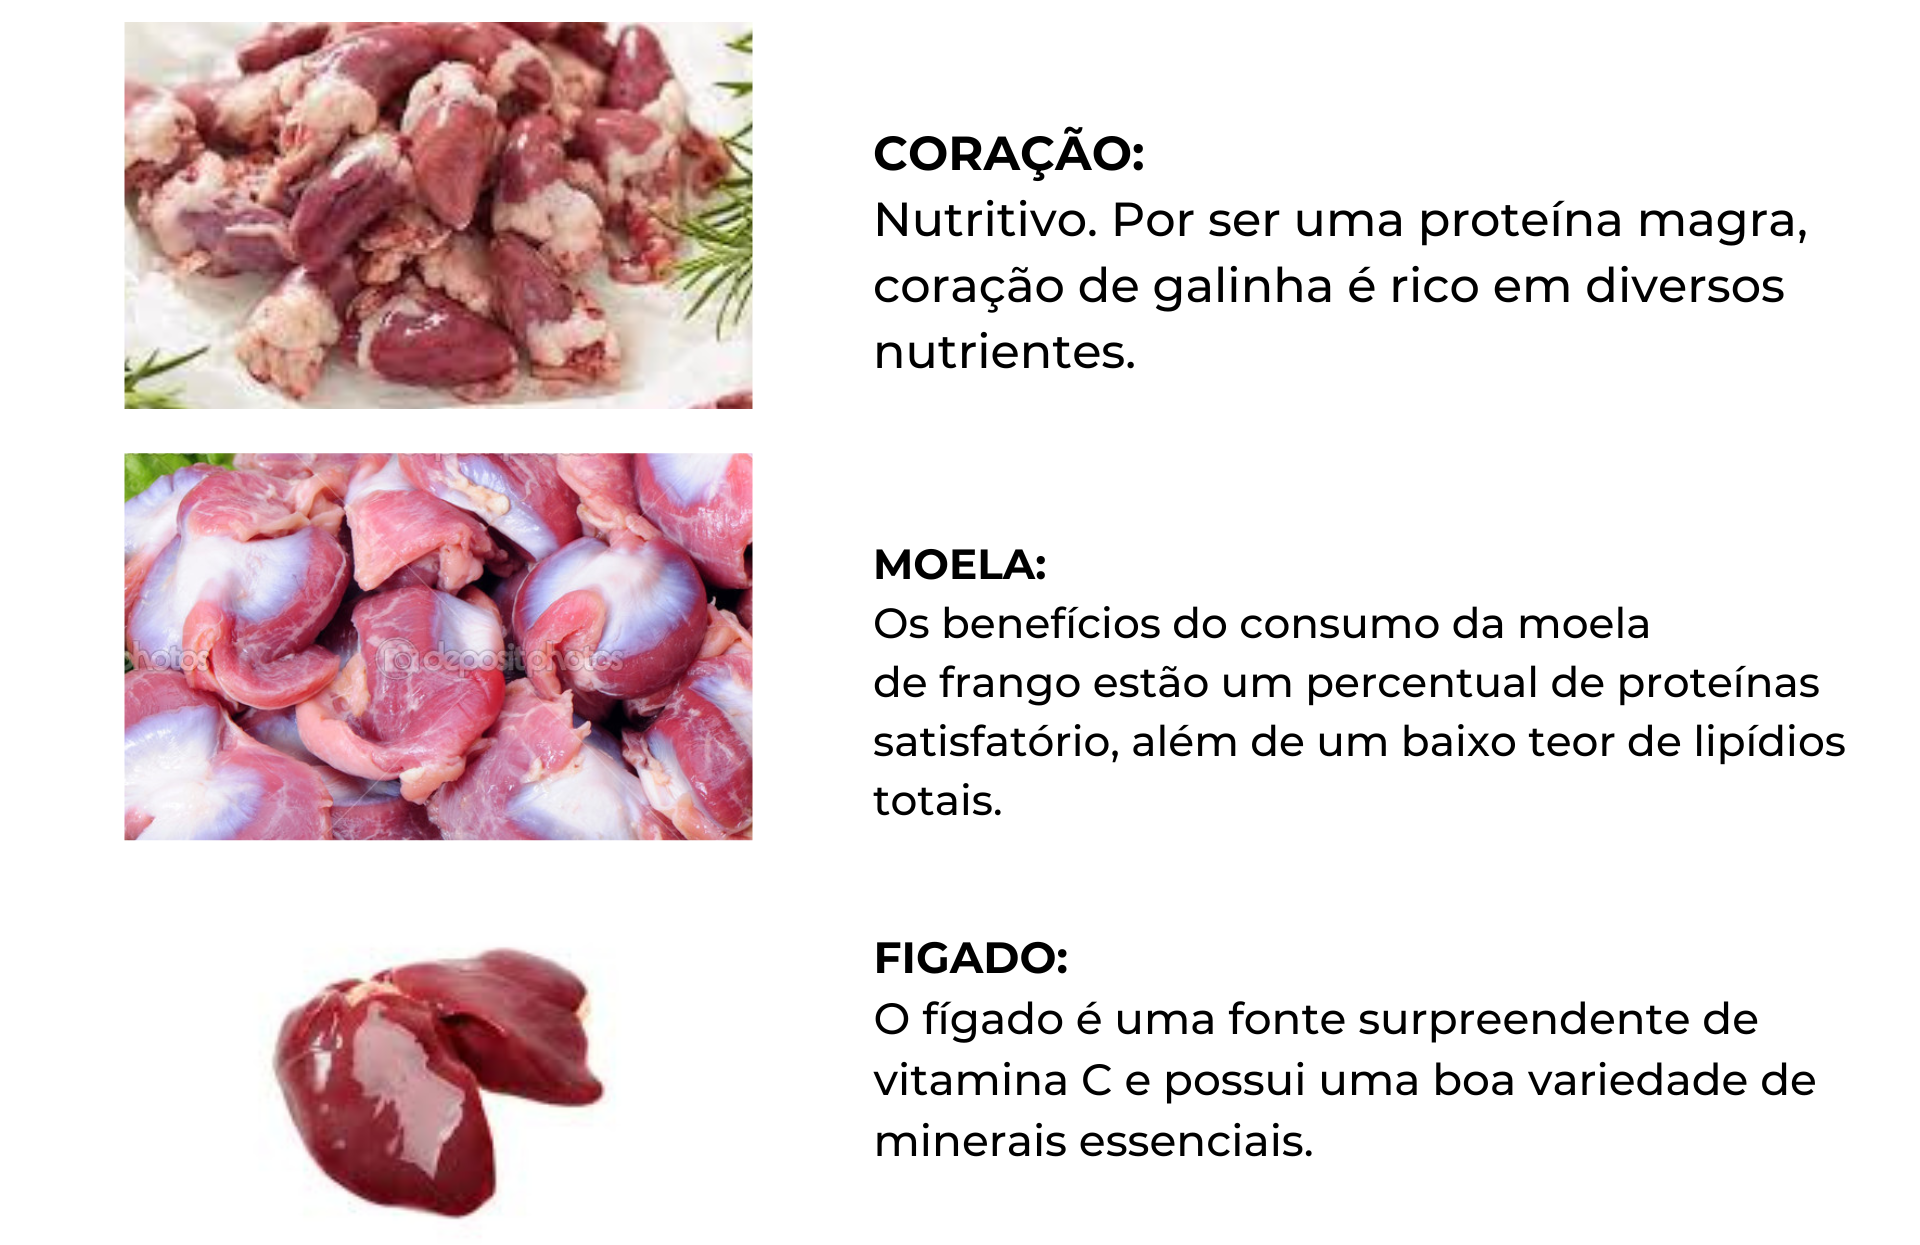 CORAÇÃO:
Nutritivo. Por ser uma proteína magra,
coração de galinha é rico em diversos
nutrientes.
photos
depositphotos
MOELA:
Os benefícios do consumo da moela
de frango estão um percentual de proteínas
satisfatório, além de um baixo teor de lipídios
totais.
FIGADO:
O fígado é uma fonte surpreendente de
vitamina C e possui uma boa variedade de
minerais essenciais.